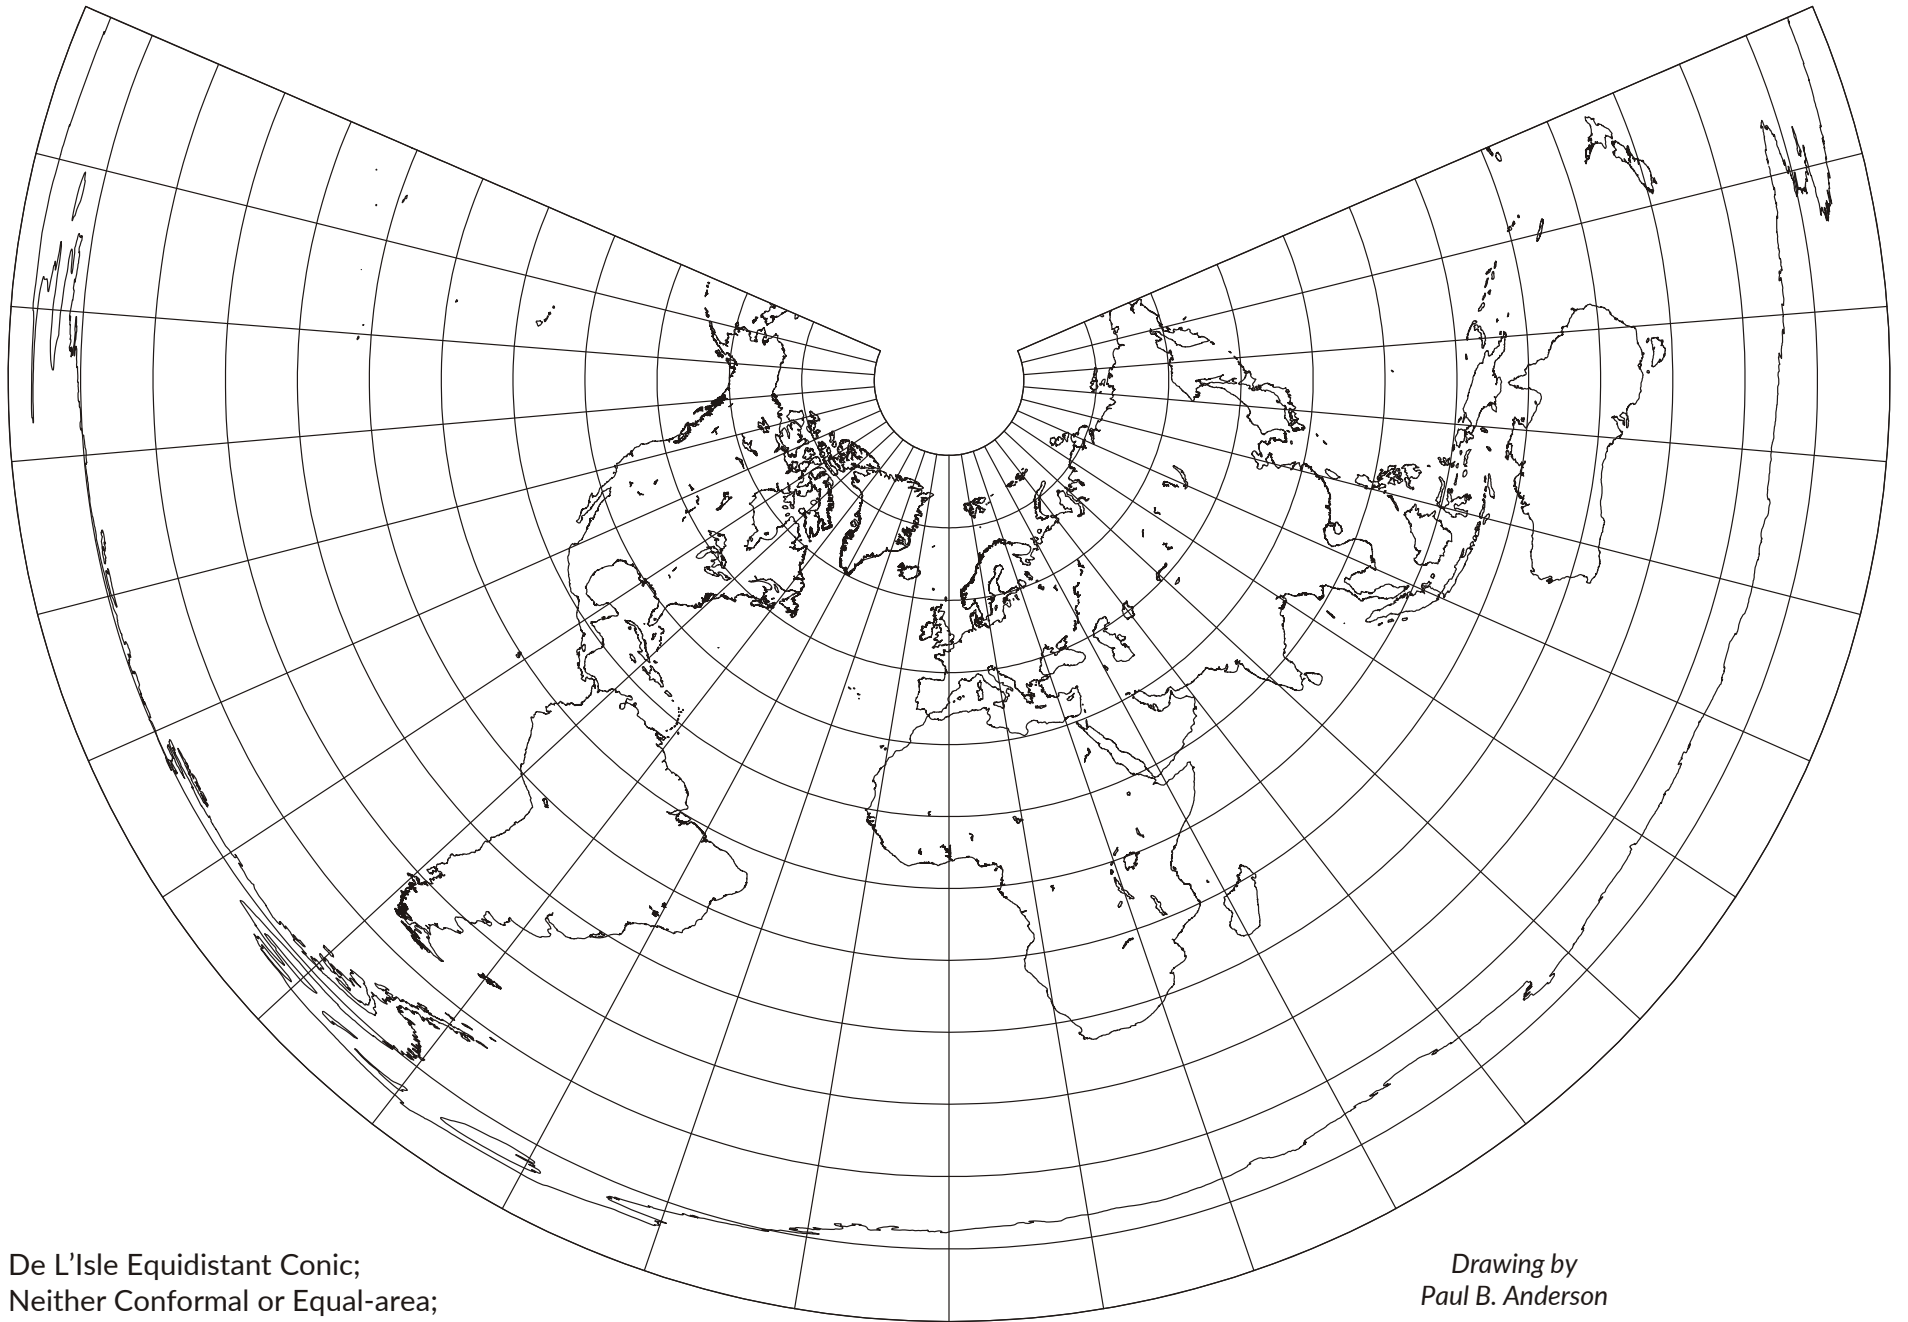 De L’Isle Equidistant Conic;
Neither Conformal or Equal-area;
Drawing by
Paul B. Anderson